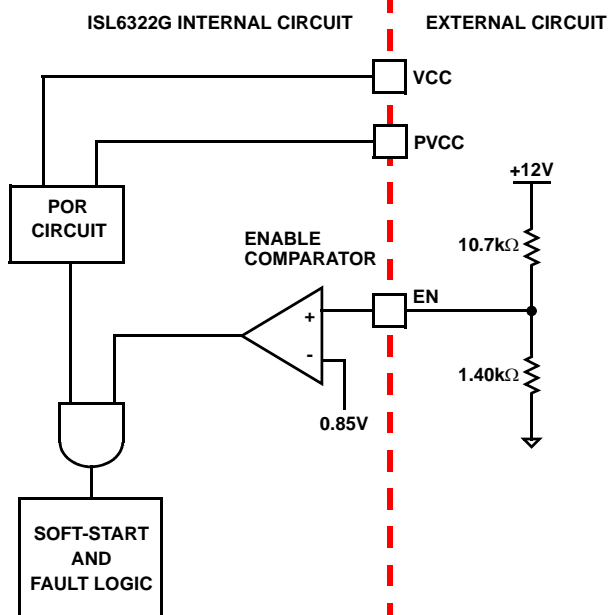 ISL6322G INTERNAL CIRCUIT
EXTERNAL CIRCUIT
VCC
PVCC
+12V
POR
CIRCUIT
ENABLE
COMPARATOR
10.7kΩ
EN
+
-
1.40kΩ
0.85V
SOFT-START
AND
FAULT LOGIC